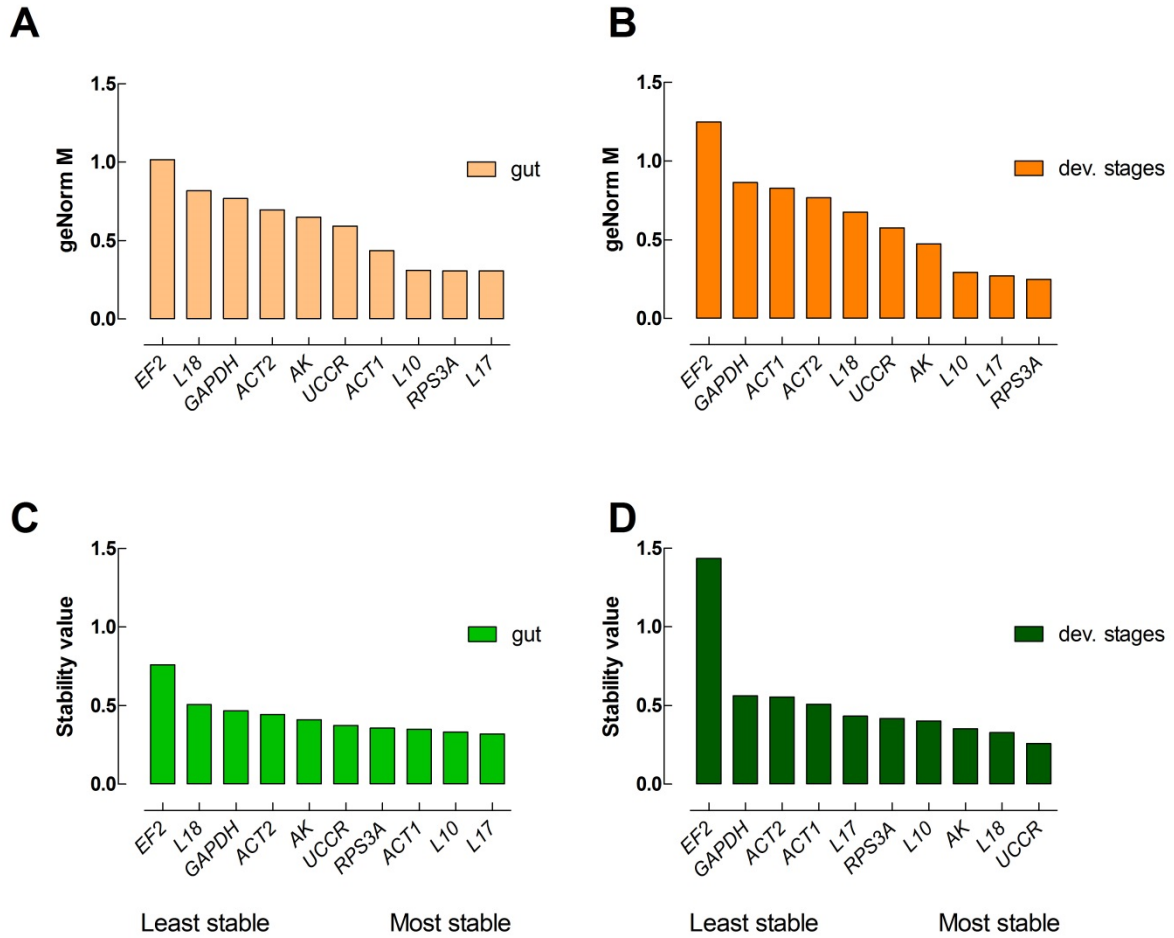 A
geNorm M
1.5
1.0
0.5
0.0
gut
EF2
L18
GAPDH
ACT2
AK
UCCR
ACT1
L10
RPS3A
L17
B
geNorm M
1.5
1.0
0.5
0.0
dev. stages
EF2
GAPDH
ACT1
ACT2
L18
UCCR
AK
L10
L17
RPS3A
C
Stability value
1.5
1.0
0.5
0.0
gut
EF2
L18
GAPDH
ACT2
AK
UCCR
RPS3A
ACT1
L10
L17
Least stable
Most stable
D
Stability value
1.5
1.0
0.5
0.0
dev. stages
EF2
GAPDH
ACT2
ACT1
L17
RPS3A
L10
AK
L18
UCCR
Least stable
Most stable